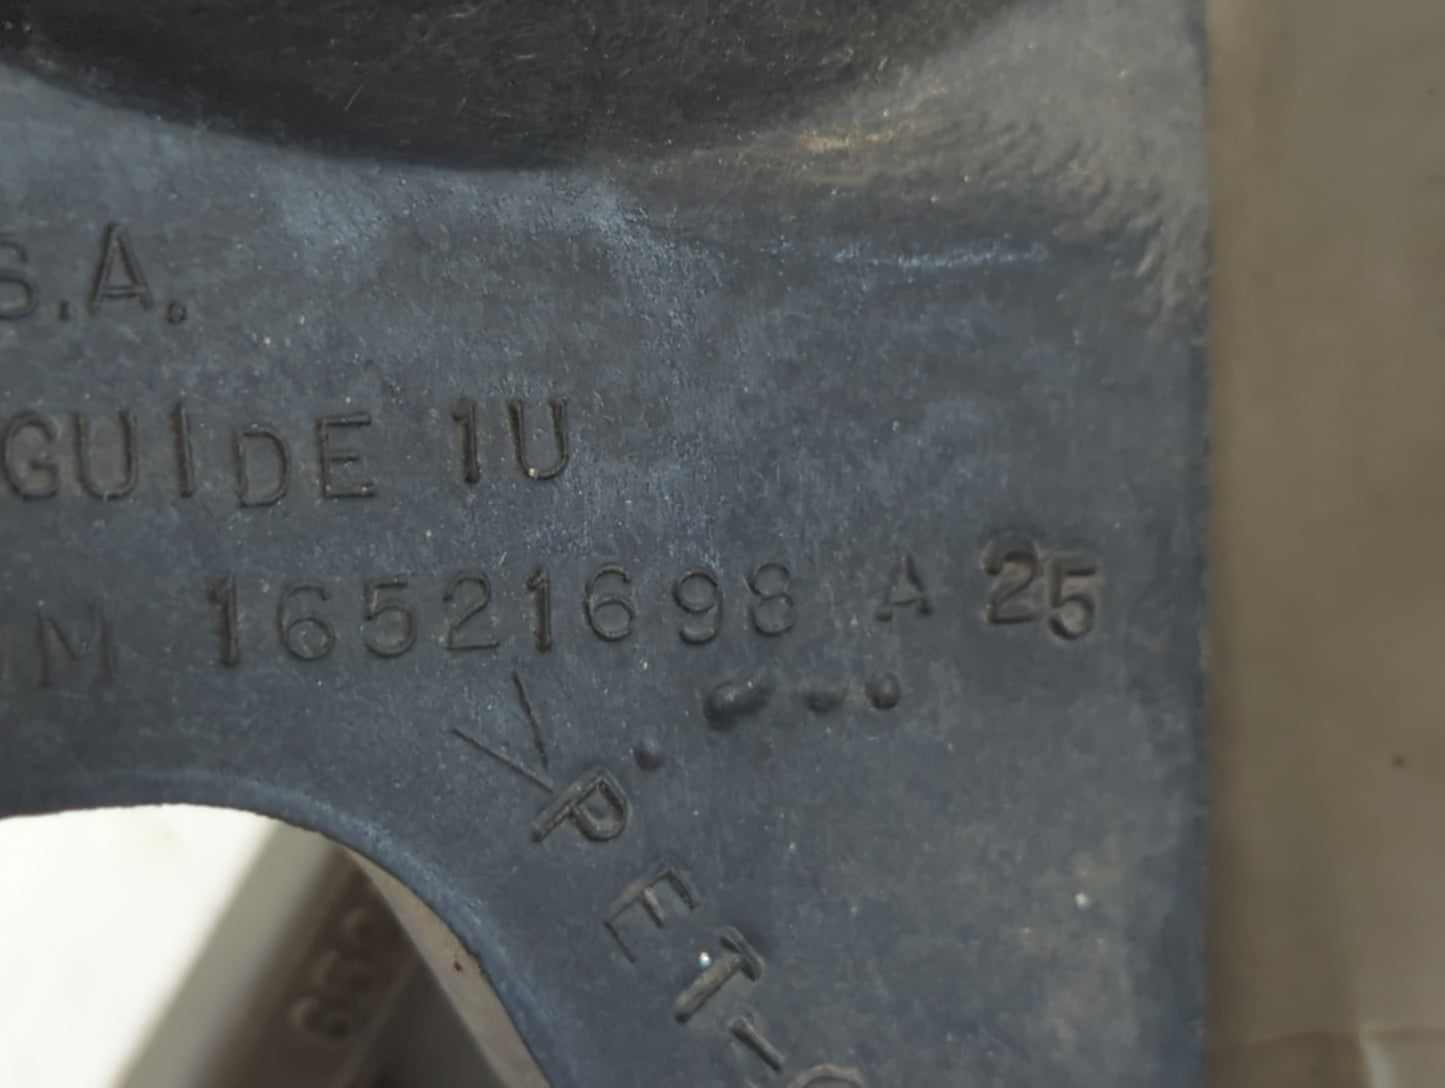 S.A.
GUIDE 1U
M 16521698 A 25
PET-